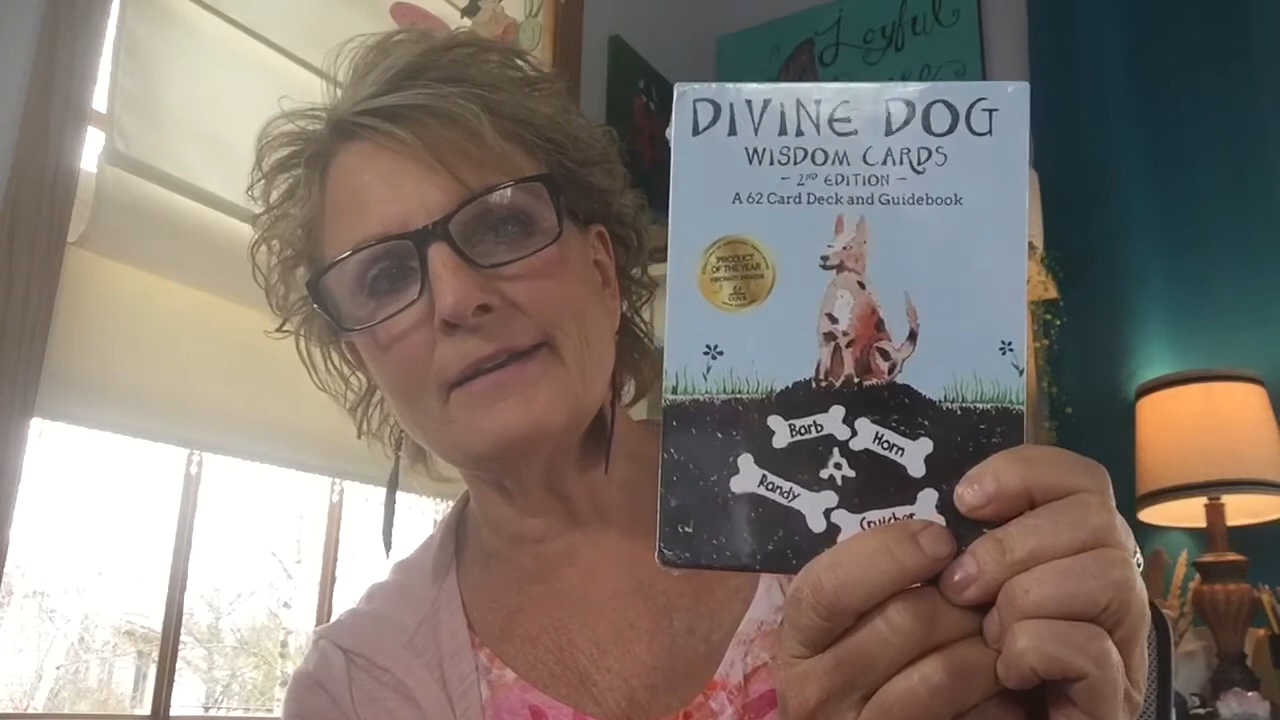 Joyful
DIVINE DOG
WISDOM CARDS
- 2ND EDITION -
A 62 Card Deck and Guidebook
PRODUCT
OF THE YEAR
Barb
Horn
&
Randy
Crutcher